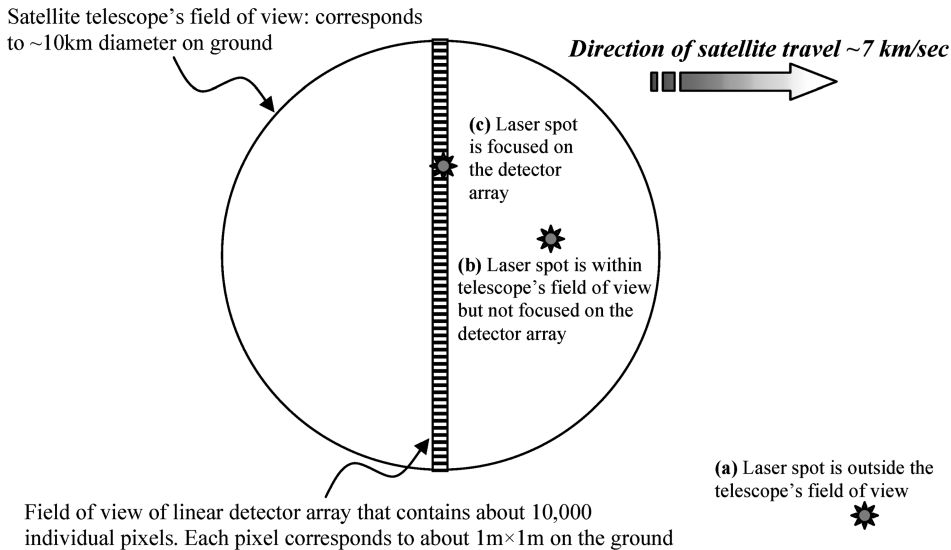 Satellite telescope’s field of view: corresponds
to ~10km diameter on ground
Direction of satellite travel ~7 km/sec
(c) Laser spot
is focused on
the detector
array
(b) Laser spot is within
telescope’s field of view
but not focused on the
detector array
(a) Laser spot is outside the
telescope’s field of view
Field of view of linear detector array that contains about 10,000
individual pixels. Each pixel corresponds to about 1m×1m on the ground